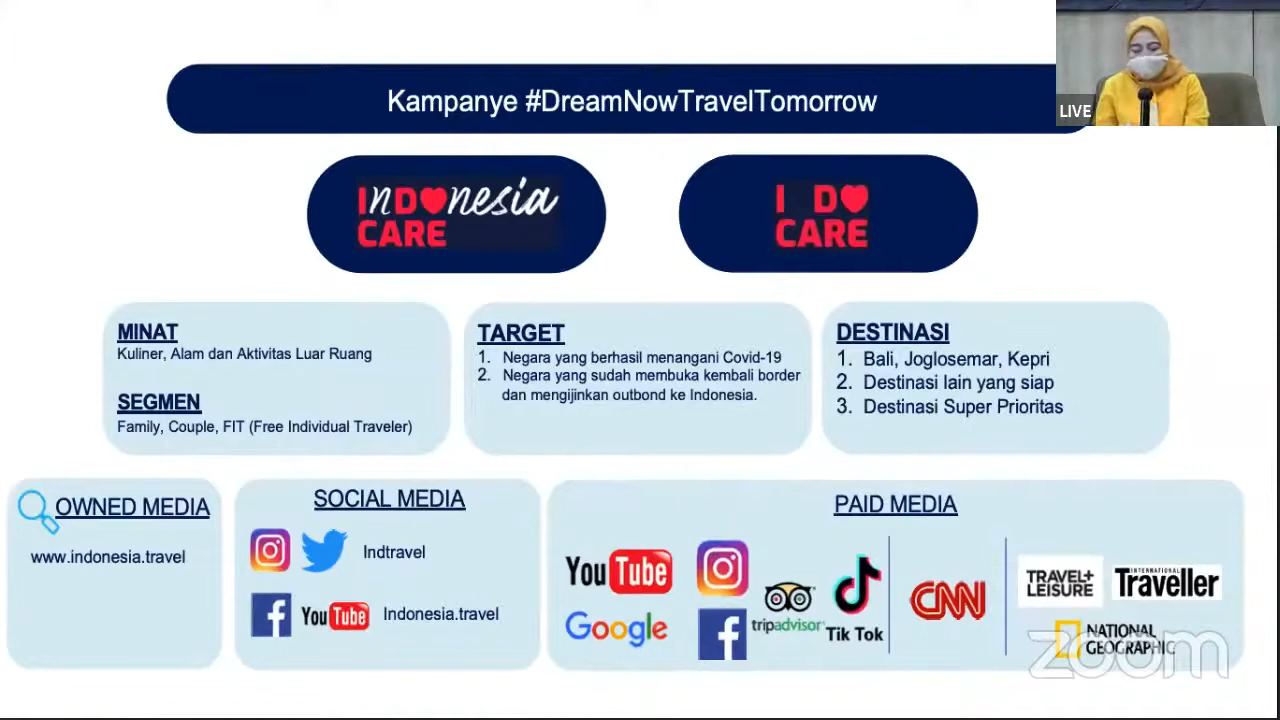 Kampanye #DreamNowTravelTomorrow
LIVE
INDONesia
CARE
I DO
CARE
MINAT
Kuliner, Alam dan Aktivitas Luar Ruang
SEGMEN
Family, Couple, FIT (Free Individual Traveler)
TARGET
1. Negara yang berhasil menangani Covid-19
2. Negara yang sudah membuka kembali border
dan mengijinkan outbond ke Indonesia.
DESTINASI
1. Bali, Joglosemar, Kepri
2. Destinasi lain yang siap
3. Destinasi Super Prioritas
OWNED MEDIA
www.indonesia.travel
SOCIAL MEDIA
Indtravel
YouTube
Indonesia.travel
PAID MEDIA
YouTube
Google
tripadvisor
Tik Tok
CNN
TRAVEL+
LEISURE
INTERNATIONAL
Traveller
NATIONAL
GEOGRAPHIC
zoom